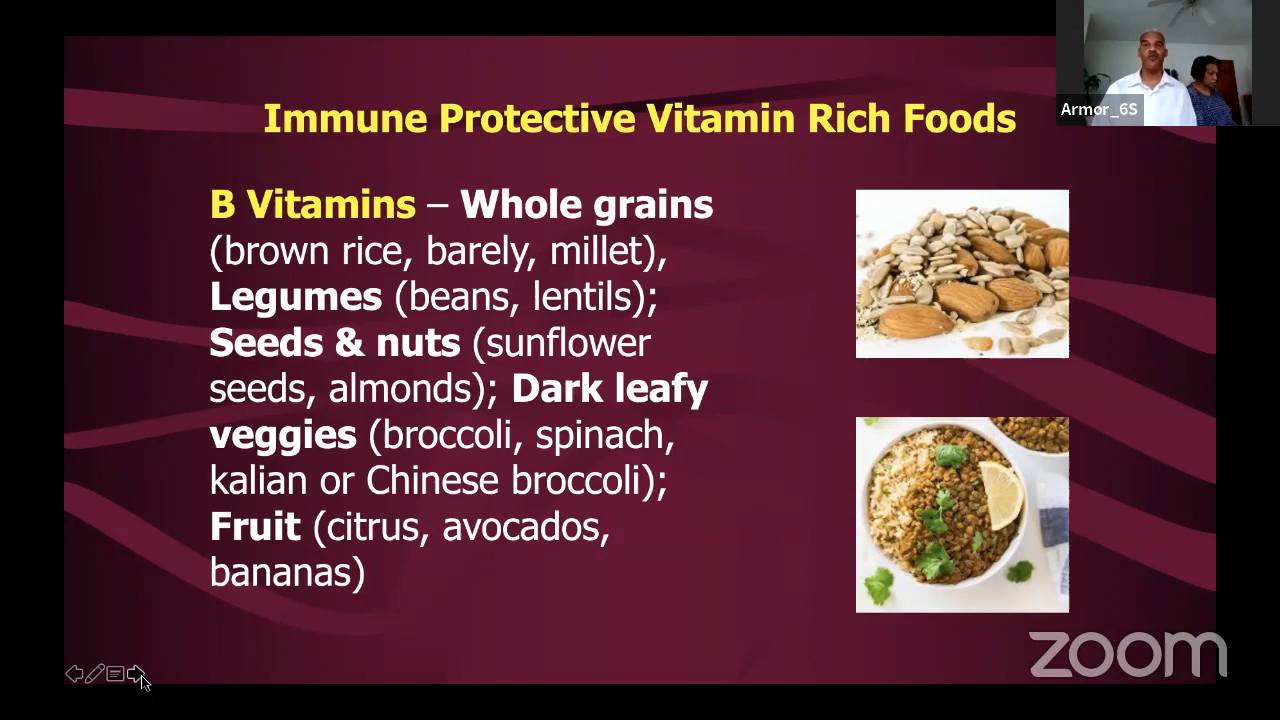 Immune Protective Vitamin Rich Foods
Armor_6S
B Vitamins – Whole grains
(brown rice, barely, millet),
Legumes (beans, lentils);
Seeds & nuts (sunflower
seeds, almonds); Dark leafy
veggies (broccoli, spinach,
kalian or Chinese broccoli);
Fruit (citrus, avocados,
bananas)
zoom